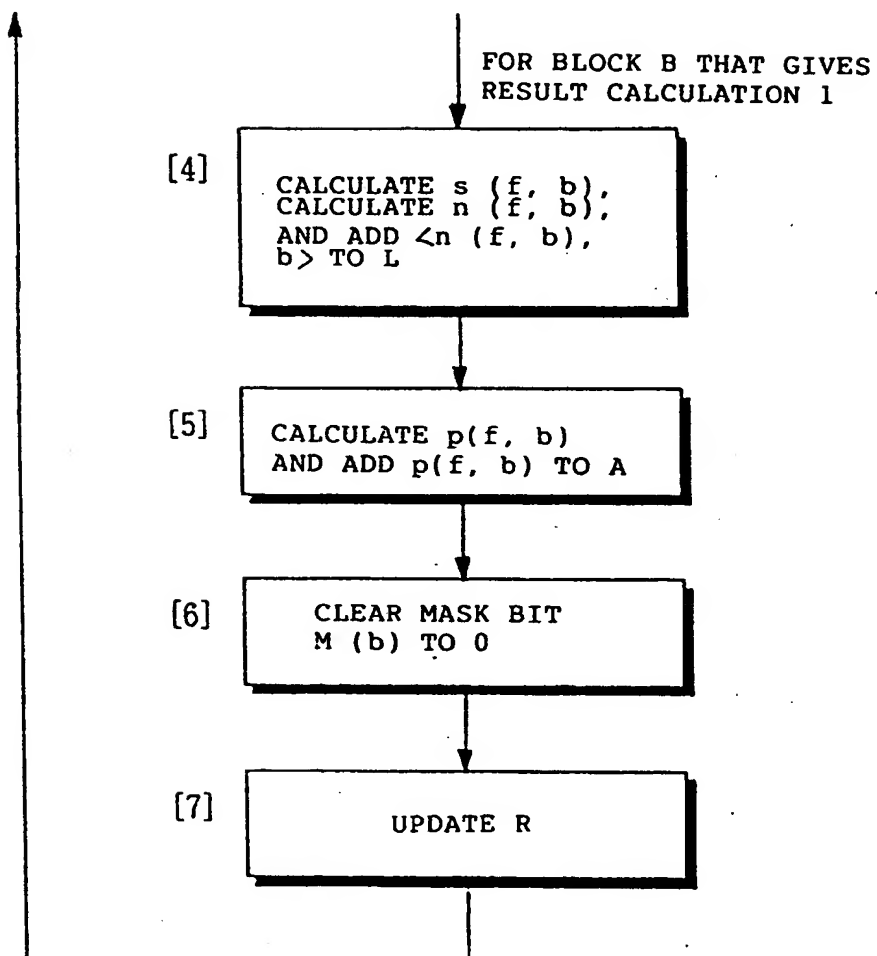 FOR BLOCK B THAT GIVES
RESULT CALCULATION 1
[4]
CALCULATE s (f, b),
CALCULATE n (f, b),
AND ADD <n (f, b),
b> TO L
[5]
CALCULATE p(f, b)
AND ADD p(f, b) TO A
[6]
CLEAR MASK BIT
M (b) TO 0
[7]
UPDATE R